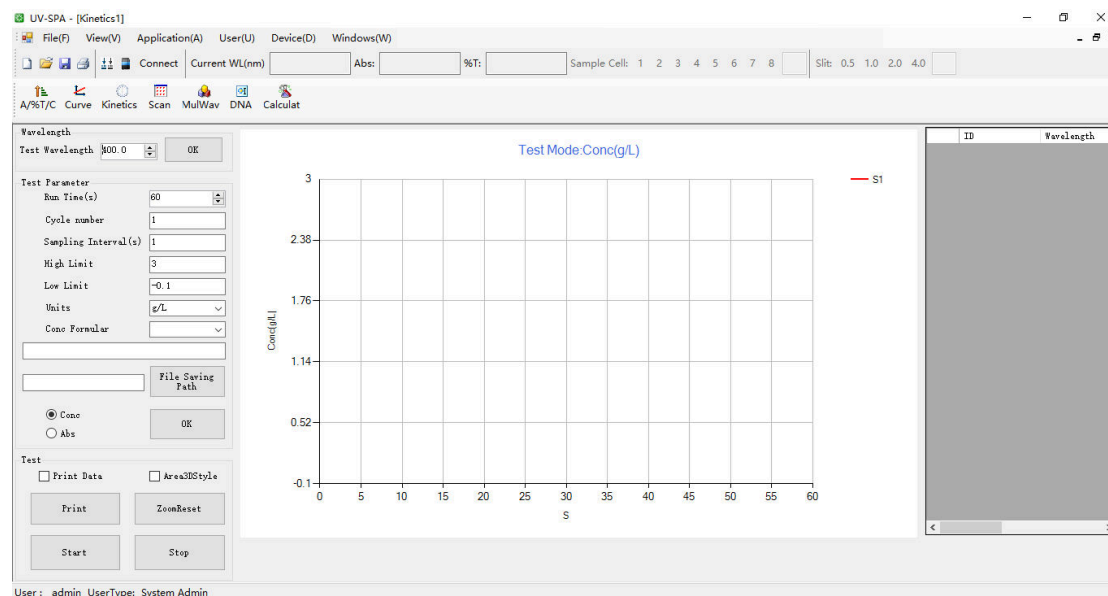 UV-SPA - [Kinetics1]
File(F) View(V) Application(A) User(U) Device(D) Windows(W)
Connect Current WL(nm) Abs: %T: Sample Cell: 1 2 3 4 5 6 7 8 Slit: 0.5 1.0 2.0 4.0
A/%T/C Curve Kinetics Scan MulWav DNA Calculat
Wavelength
Test Wavelength 400.0 OK
Test Parameter
Run Time(s) 60
Cycle number 1
Sampling Interval(s) 1
High Limit 3
Low Limit -0.1
Units g/L
Conc Formular
File Saving
Path
Conc
Abs
OK
Test
Print Data Area3DStyle
Print ZoomReset
Start Stop
Test Mode:Conc(g/L)
S1
3
2.38
1.76
1.14
0.52
-0.1
Conc(g/L)
0 5 10 15 20 25 30 35 40 45 50 55 60
S
ID Wavelength
User : admin UserType: System Admin